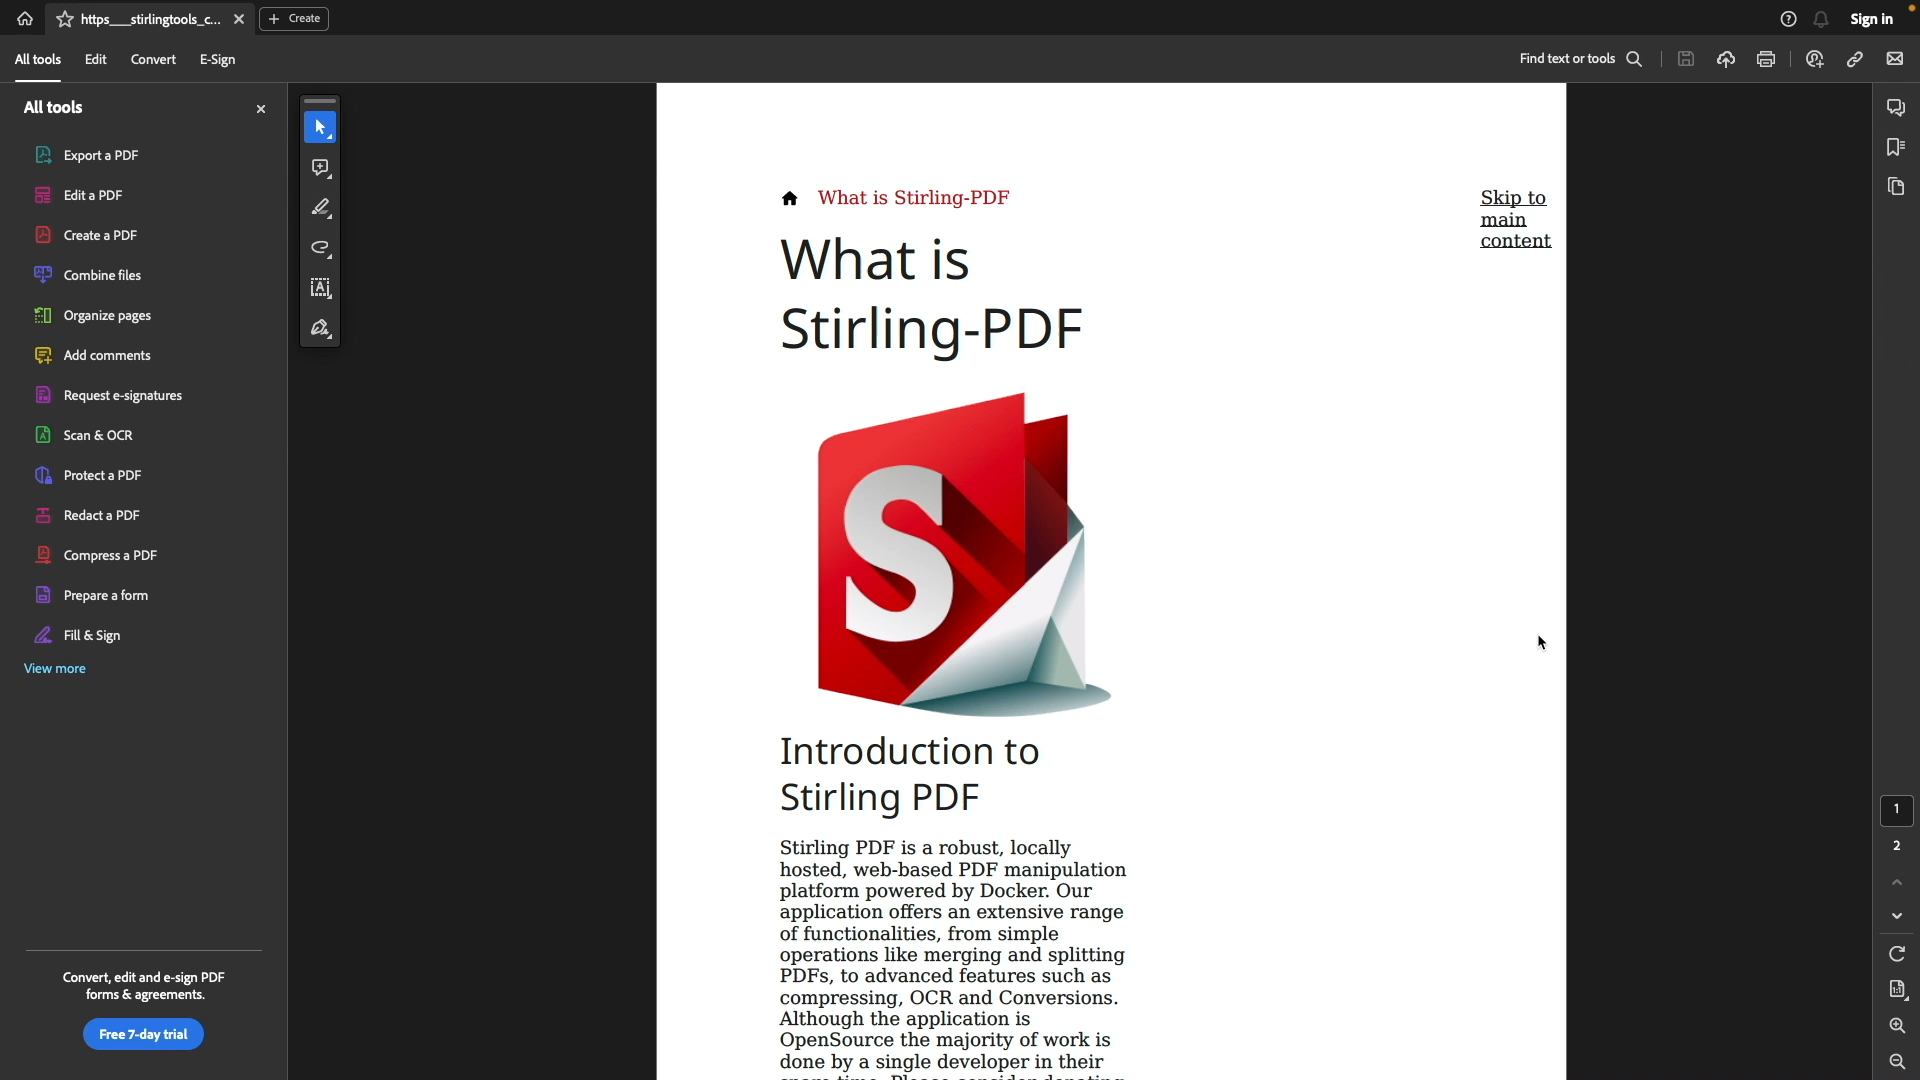 https___stirlingtools_c...
Create
Sign in
All tools
Edit
Convert
E-Sign
Find text or tools
All tools
Export a PDF
Edit a PDF
Create a PDF
Combine files
Organize pages
Add comments
Request e-signatures
Scan & OCR
Protect a PDF
Redact a PDF
Compress a PDF
Prepare a form
Fill & Sign
View more
Convert, edit and e-sign PDF
forms & agreements.
Free 7-day trial
What is Stirling-PDF
Skip to
main
content
What is
Stirling-PDF
S
Introduction to
Stirling PDF
Stirling PDF is a robust, locally
hosted, web-based PDF manipulation
platform powered by Docker. Our
application offers an extensive range
of functionalities, from simple
operations like merging and splitting
PDFs, to advanced features such as
compressing, OCR and Conversions.
Although the application is
OpenSource the majority of work is
done by a single developer in their
1
2